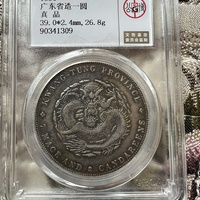 广东省造一圆
真品
39.0*2.4mm,26.8g
90341309
KWANG-TUNG PROVINCE
7 MACE AND 2 CANDAREENS